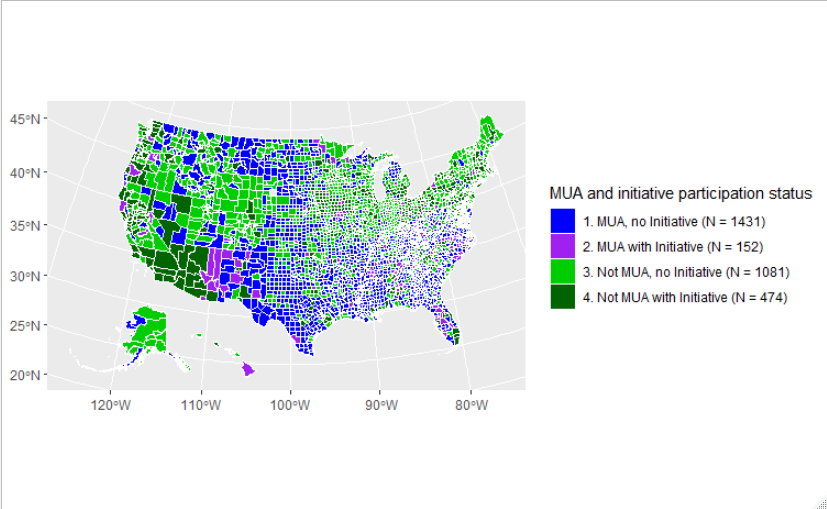 45°N
40°N
35°N
30°N
25°N
20°N
120°W
110°W
100°W
90°W
80°W
MUA and initiative participation status
1. MUA, no Initiative (N = 1431)
2. MUA with Initiative (N = 152)
3. Not MUA, no Initiative (N = 1081)
4. Not MUA with Initiative (N = 474)